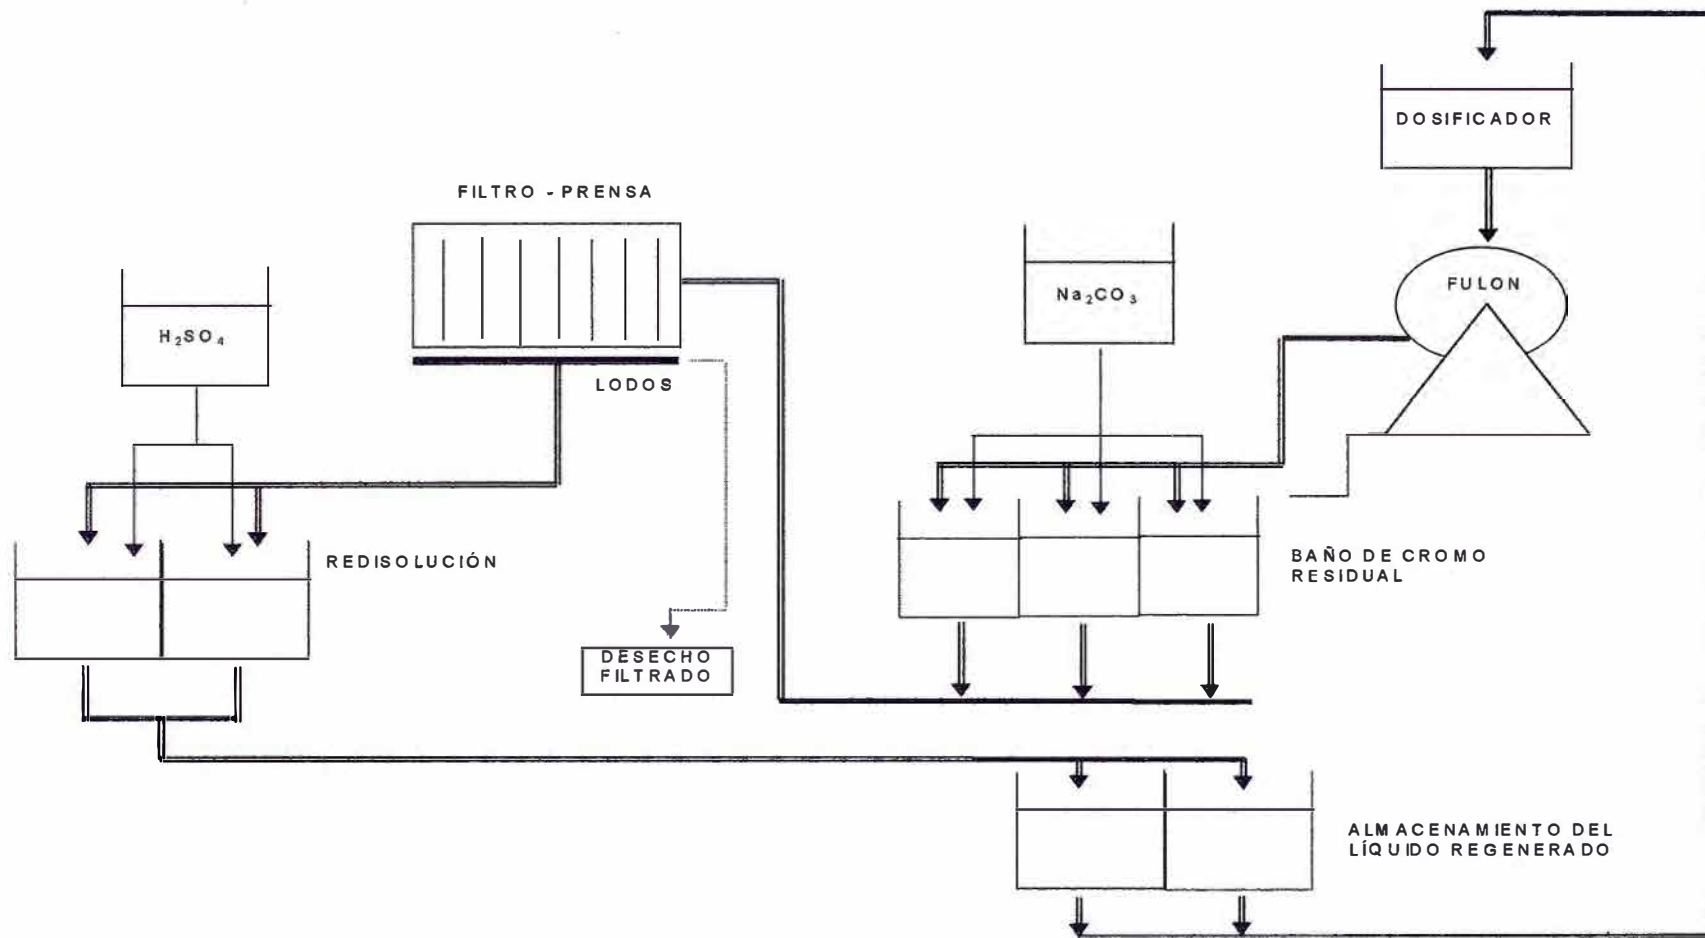 DOSIFICADOR
FILTRO - PRENSA
FULON
Na₂CO₃
H₂SO₄
LODOS
REDISOLUCIÓN
BAÑO DE CROMO
RESIDUAL
DESECHO
FILTRADO
ALMACENAMIENTO DEL
LÍQUIDO REGENERADO